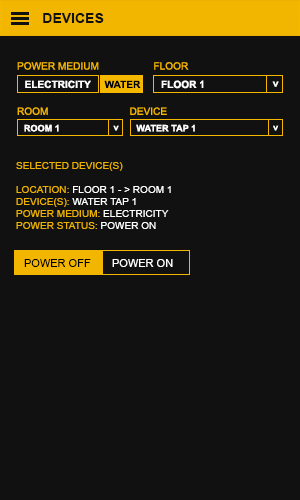 DEVICES
POWER MEDIUM FLOOR
ELECTRICITY WATER FLOOR 1 v
ROOM DEVICE
ROOM 1 v WATER TAP 1 v
SELECTED DEVICE(S)
LOCATION: FLOOR 1 - > ROOM 1
DEVICE(S): WATER TAP 1
POWER MEDIUM: ELECTRICITY
POWER STATUS: POWER ON
POWER OFF POWER ON